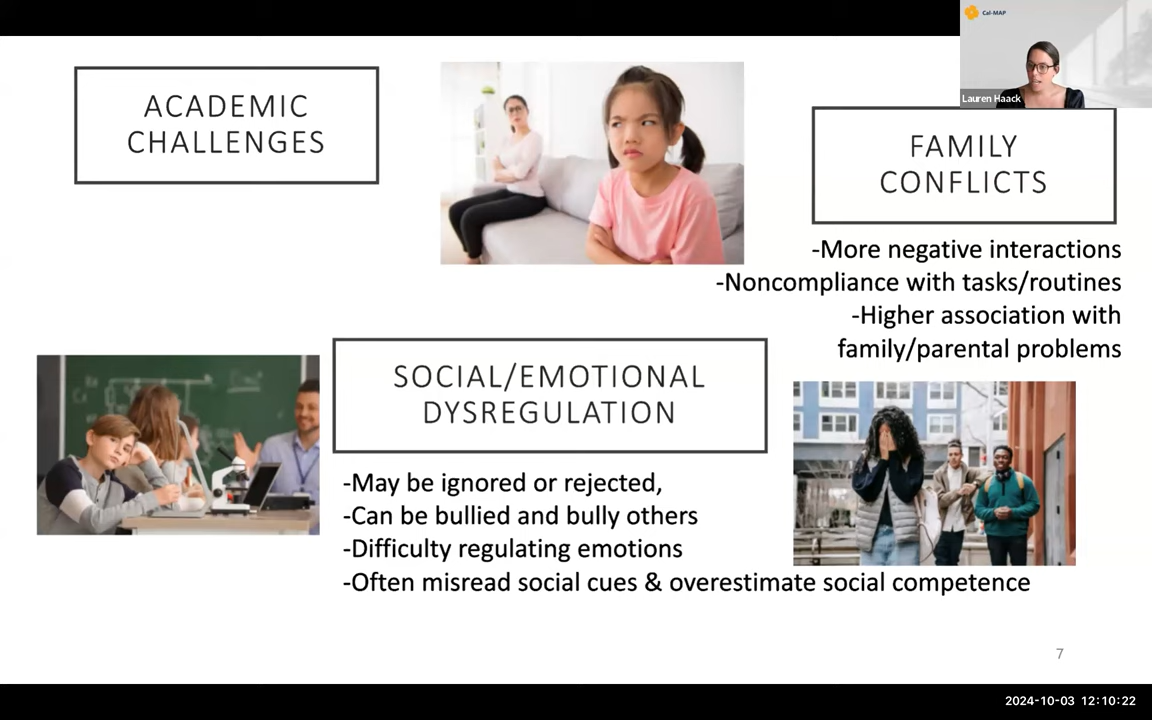 Cal-MAP
Lauren Haack
ACADEMIC
CHALLENGES
FAMILY
CONFLICTS
-More negative interactions
-Noncompliance with tasks/routines
-Higher association with
family/parental problems
SOCIAL/EMOTIONAL
DYSREGULATION
-May be ignored or rejected,
-Can be bullied and bully others
-Difficulty regulating emotions
-Often misread social cues & overestimate social competence
7
2024-10-03 12:10:22